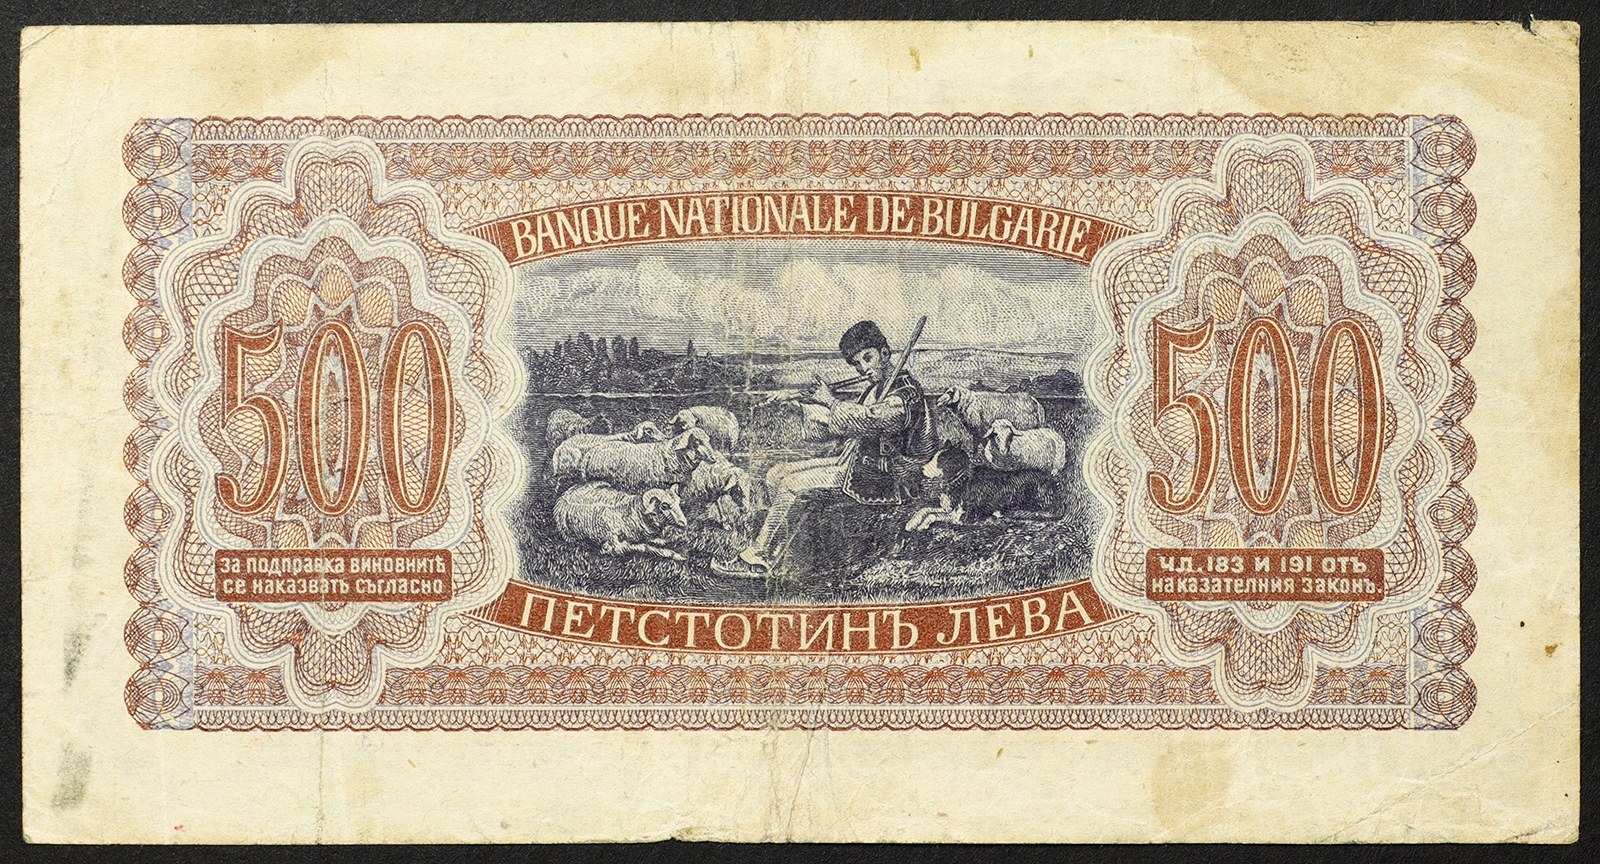 BANQUE NATIONALE DE BULGARIE
500
500
ЗА ПОДПРАВКА ВИНОВНИТѢ
СЕ НАКАЗВАТЬ СЪГЛАСНО
ЧЛ. 183 И 191 ОТЪ
НАКАЗАТЕЛНИЯ ЗАКОНЪ.
ПЕТСТОТИНЪ ЛЕВА